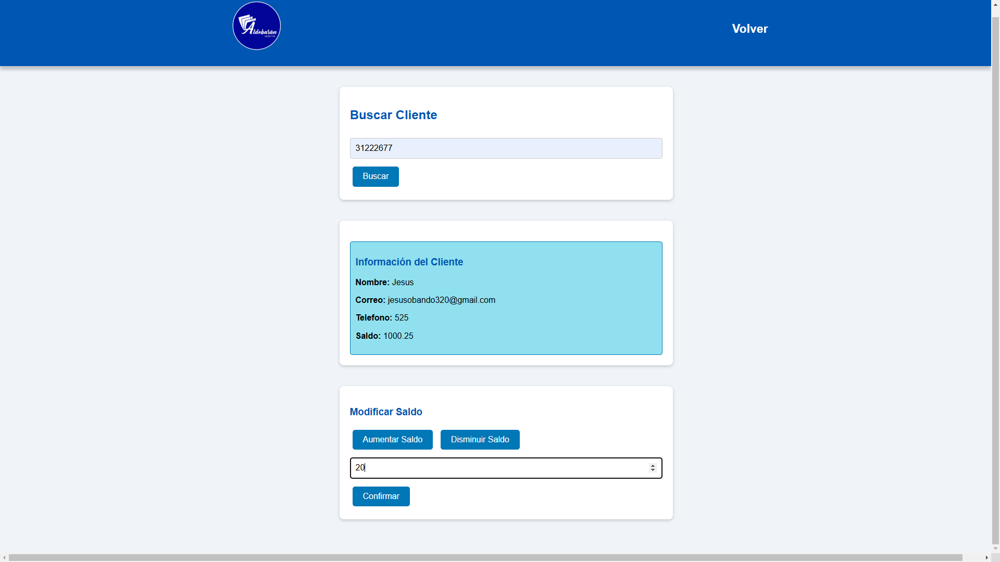 Aldebarán
Volver
Buscar Cliente
31222677
Buscar
Información del Cliente
Nombre: Jesus
Correo: jesusobando320@gmail.com
Telefono: 525
Saldo: 1000.25
Modificar Saldo
Aumentar Saldo
Disminuir Saldo
20
Confirmar